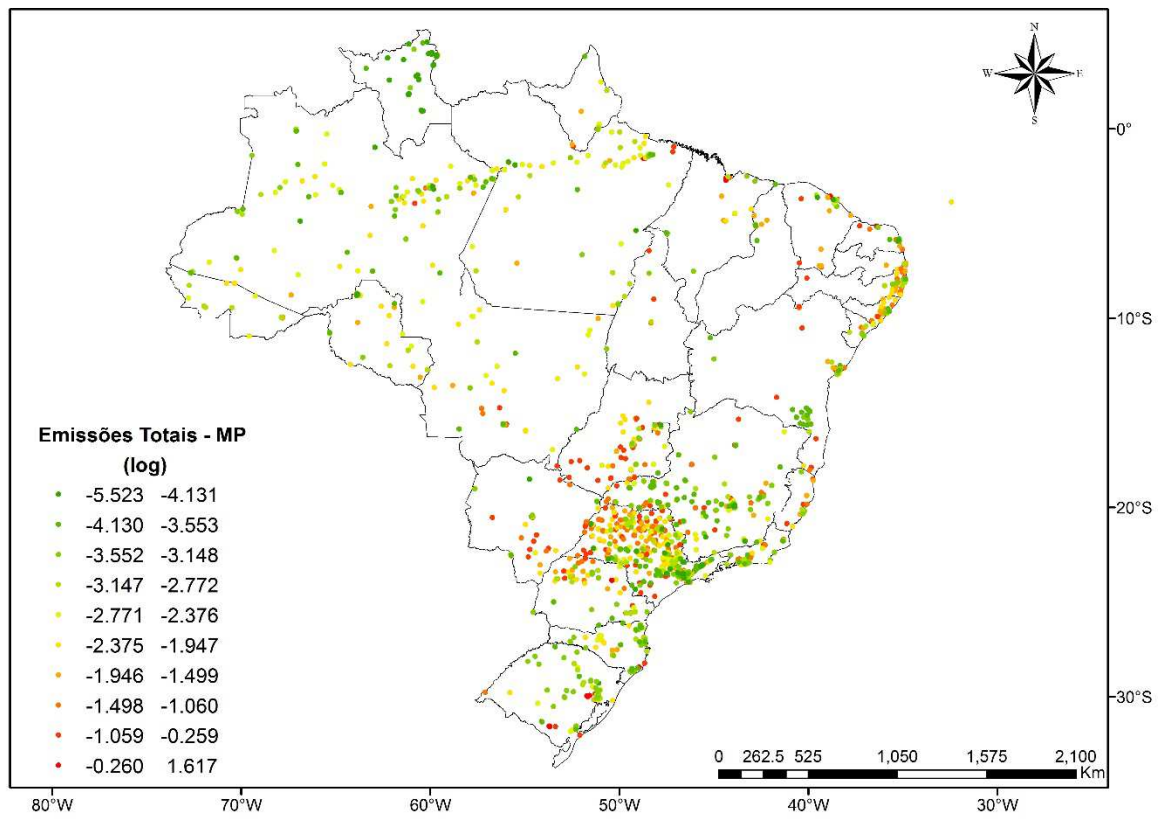 N
W E
S
0°
10°S
20°S
30°S
Emissões Totais - MP
(log)
-5.523 -4.131
-4.130 -3.553
-3.552 -3.148
-3.147 -2.772
-2.771 -2.376
-2.375 -1.947
-1.946 -1.499
-1.498 -1.060
-1.059 -0.259
-0.260 1.617
0 262.5 525 1,050 1,575 2,100
Km
80°W 70°W 60°W 50°W 40°W 30°W